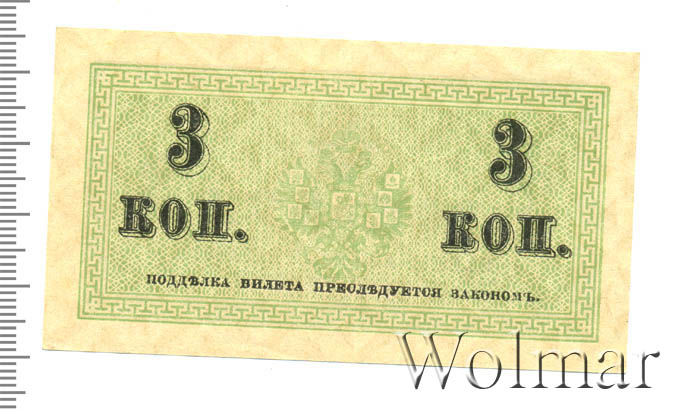 3 3
КОП. КОП.
ПОДДѢЛКА БИЛЕТА ПРЕСЛѢДУЕТСЯ ЗАКОНОМЪ.
Wolmar